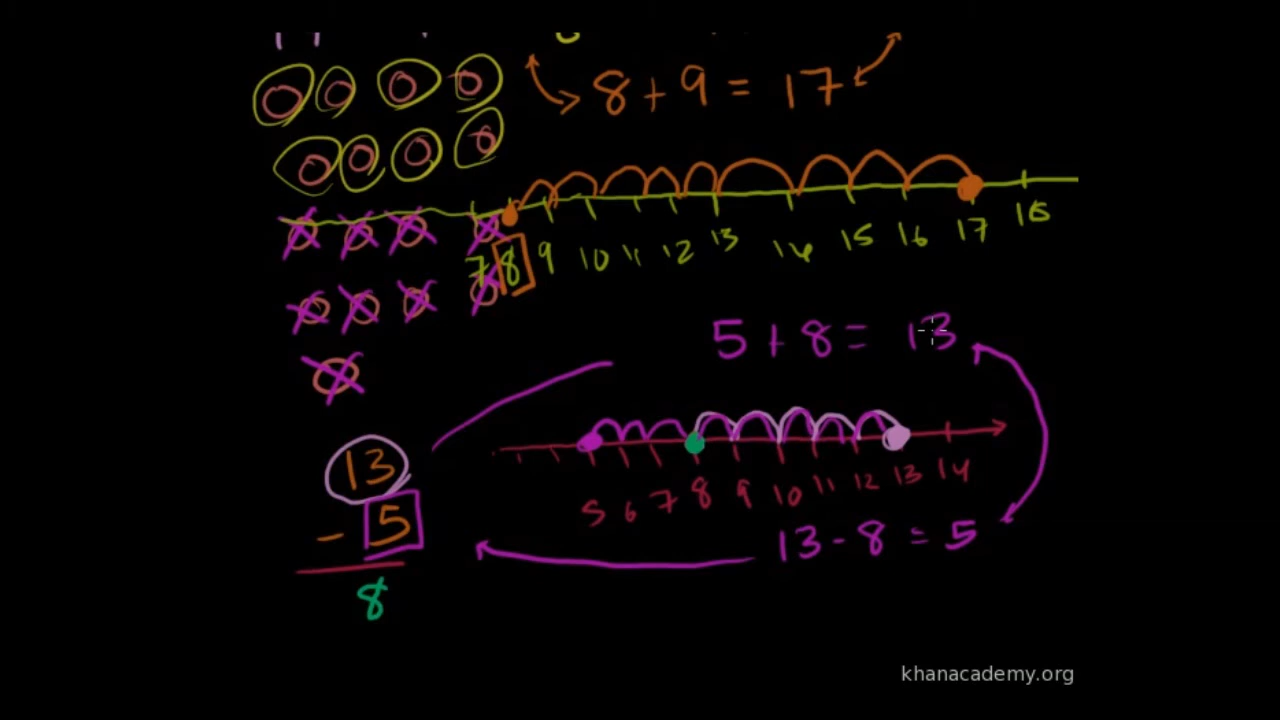 8 + 9 = 17
7 8 9 10 11 12 13 14 15 16 17 18
5 + 8 = 13
13
- 5
8
5 6 7 8 9 10 11 12 13 14
13 - 8 = 5
khanacademy.org